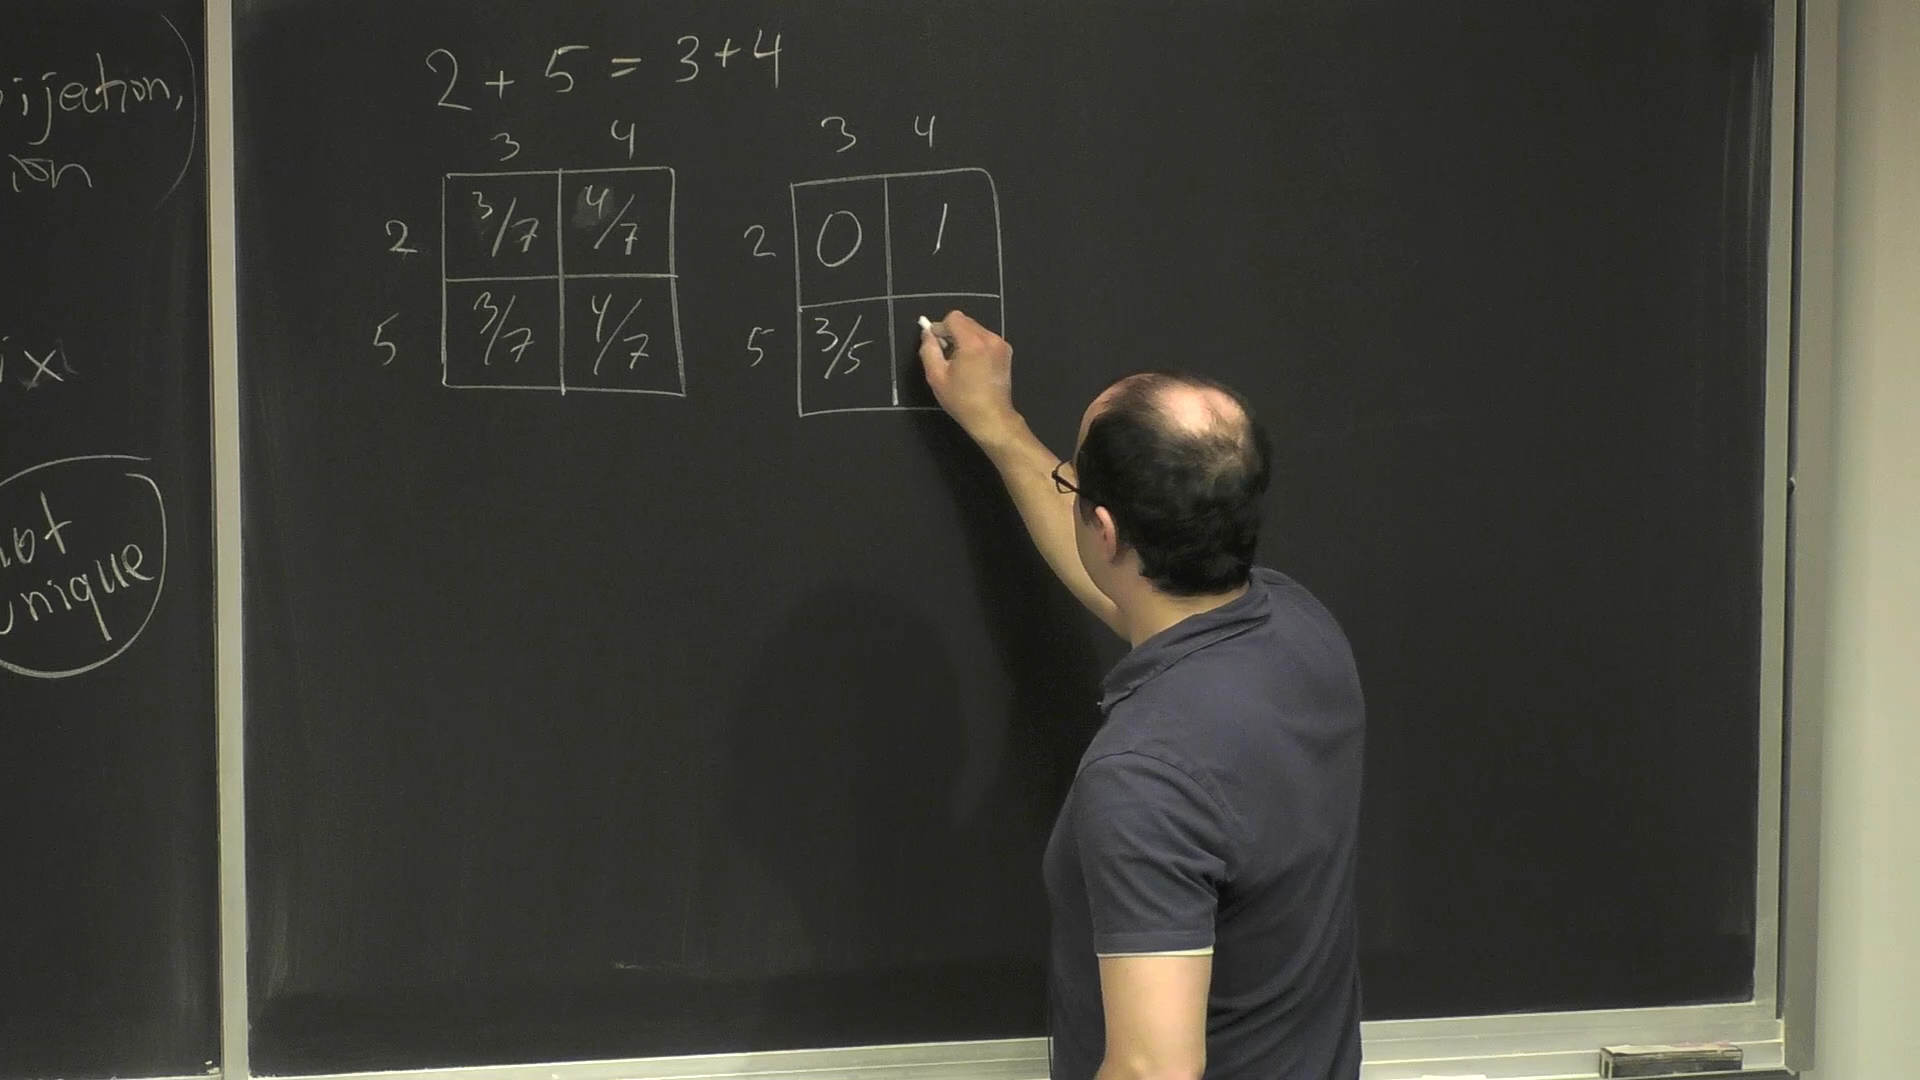 ijection,
ion
ix
not
unique
2 + 5 = 3 + 4
3 4
2 3/7 4/7
5 3/7 4/7
3 4
2 0 1
5 3/5